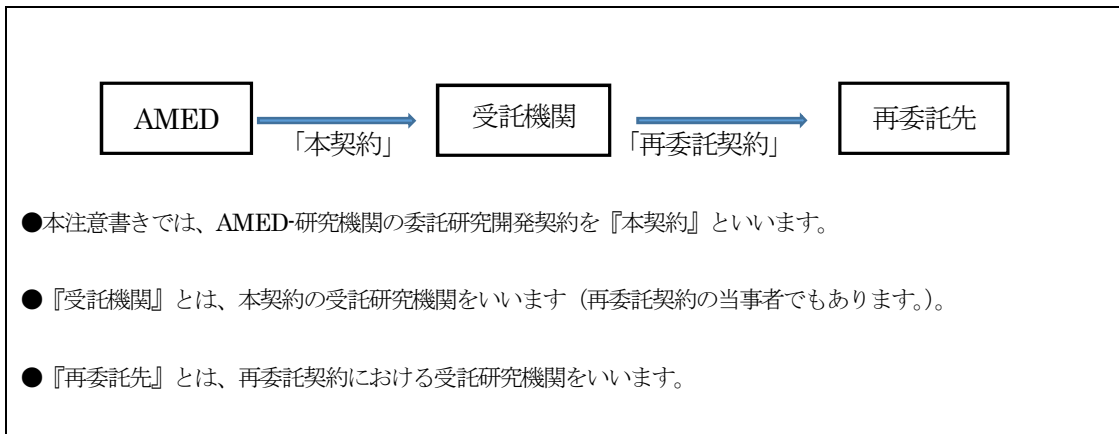 AMED
受託機関
再委託先
「本契約」
「再委託契約」
●本注意書きでは、AMED-研究機関の委託研究開発契約を『本契約』といいます。
●『受託機関』とは、本契約の受託研究機関をいいます（再委託契約の当事者でもあります。）。
●『再委託先』とは、再委託契約における受託研究機関をいいます。